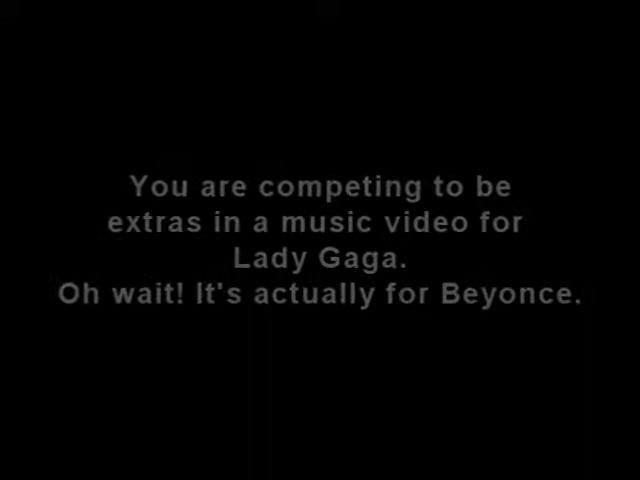 You are competing to be
extras in a music video for
Lady Gaga.
Oh wait! It's actually for Beyonce.